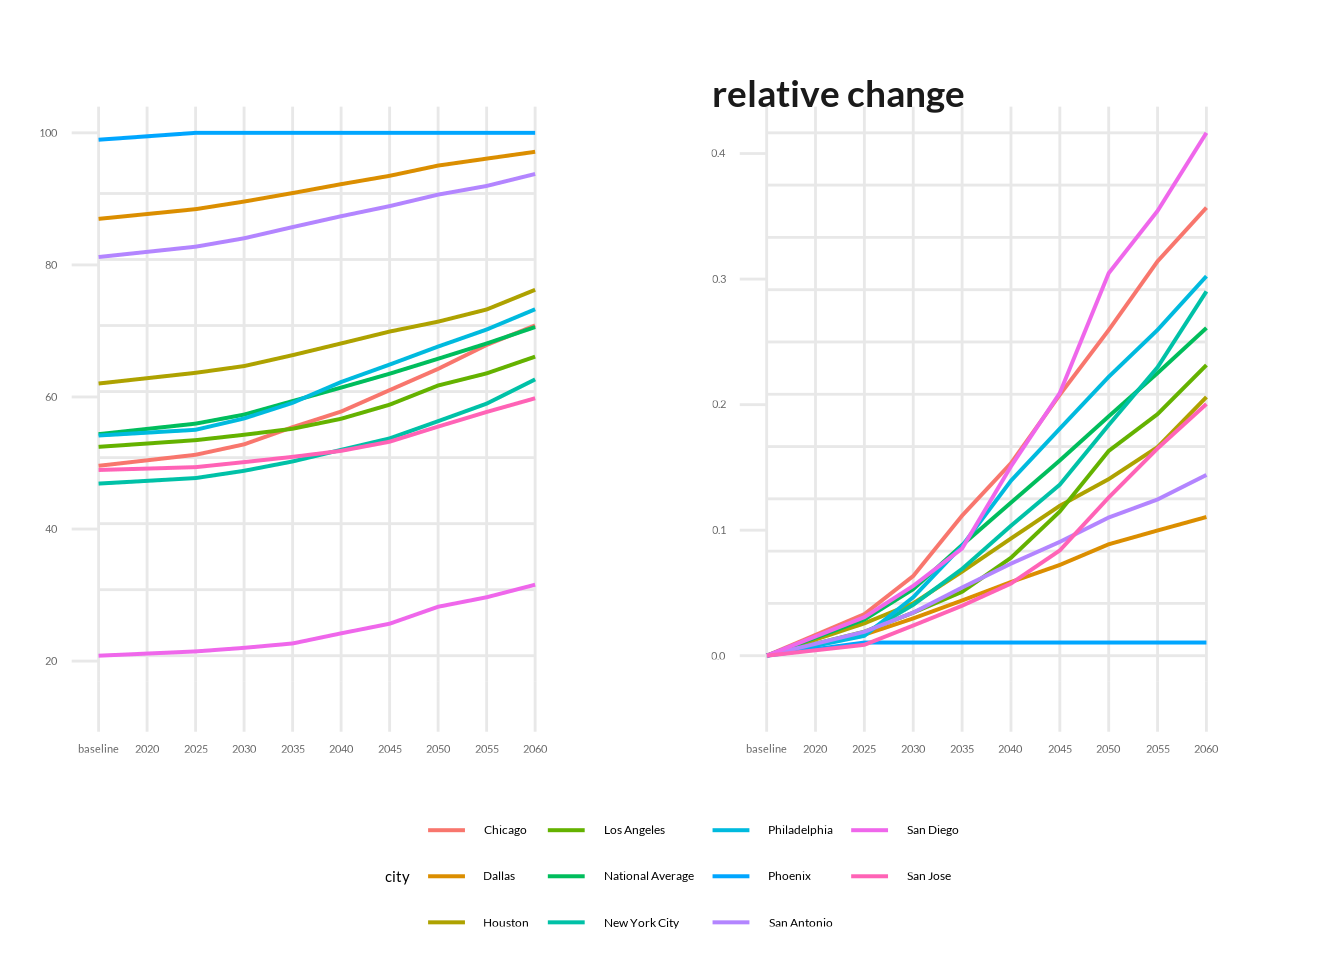 relative change
100
80
60
40
20
baseline 2020 2025 2030 2035 2040 2045 2050 2055 2060
0.4
0.3
0.2
0.1
0.0
baseline 2020 2025 2030 2035 2040 2045 2050 2055 2060
city
Chicago Los Angeles Philadelphia San Diego
Dallas National Average Phoenix San Jose
Houston New York City San Antonio